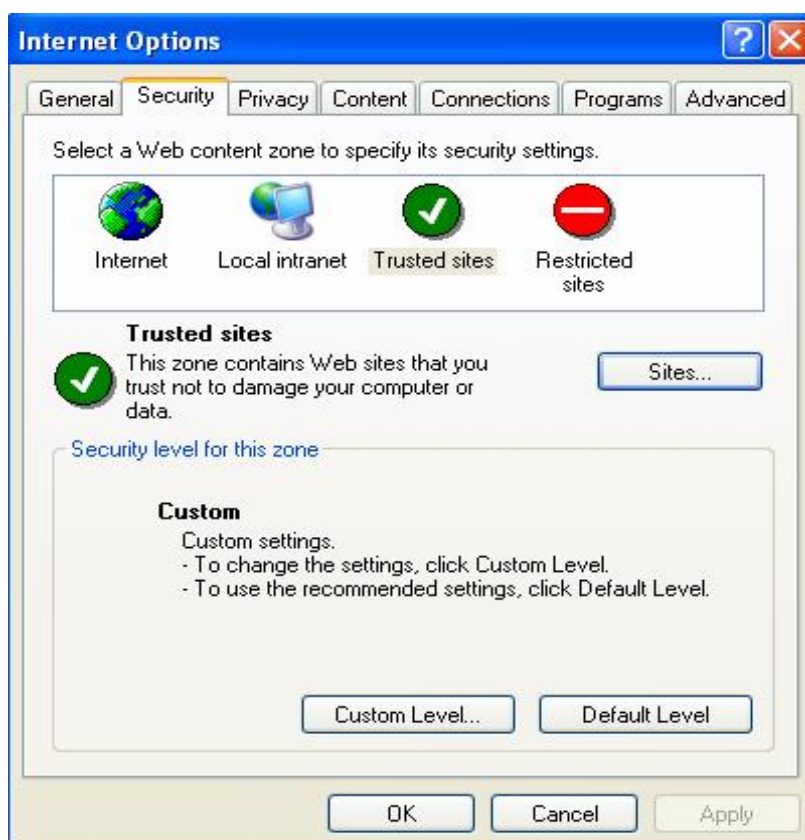 Internet Options
General Security Privacy Content Connections Programs Advanced
Select a Web content zone to specify its security settings.
Internet Local intranet Trusted sites Restricted
sites
Trusted sites
This zone contains Web sites that you
trust not to damage your computer or
data.
Sites...
Security level for this zone
Custom
Custom settings.
- To change the settings, click Custom Level.
- To use the recommended settings, click Default Level.
Custom Level... Default Level
OK Cancel Apply